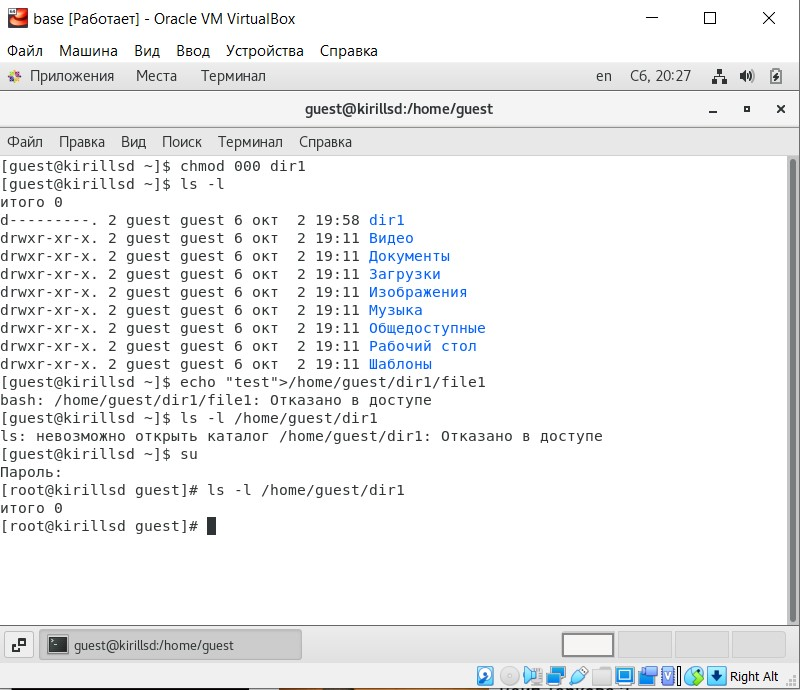 base [Работает] - Oracle VM VirtualBox
Файл Машина Вид Ввод Устройства Справка
Приложения Места Терминал en Сб, 20:27
guest@kirillsd:/home/guest
Файл Правка Вид Поиск Терминал Справка
[guest@kirillsd ~]$ chmod 000 dir1
[guest@kirillsd ~]$ ls -l
итого 0
d---------. 2 guest guest 6 окт  2 19:58 dir1
drwxr-xr-x. 2 guest guest 6 окт  2 19:11 Видео
drwxr-xr-x. 2 guest guest 6 окт  2 19:11 Документы
drwxr-xr-x. 2 guest guest 6 окт  2 19:11 Загрузки
drwxr-xr-x. 2 guest guest 6 окт  2 19:11 Изображения
drwxr-xr-x. 2 guest guest 6 окт  2 19:11 Музыка
drwxr-xr-x. 2 guest guest 6 окт  2 19:11 Общедоступные
drwxr-xr-x. 2 guest guest 6 окт  2 19:11 Рабочий стол
drwxr-xr-x. 2 guest guest 6 окт  2 19:11 Шаблоны
[guest@kirillsd ~]$ echo "test">/home/guest/dir1/file1
bash: /home/guest/dir1/file1: Отказано в доступе
[guest@kirillsd ~]$ ls -l /home/guest/dir1
ls: невозможно открыть каталог /home/guest/dir1: Отказано в доступе
[guest@kirillsd ~]$ su
Пароль:
[root@kirillsd guest]# ls -l /home/guest/dir1
итого 0
[root@kirillsd guest]#
guest@kirillsd:/home/guest
Right Alt